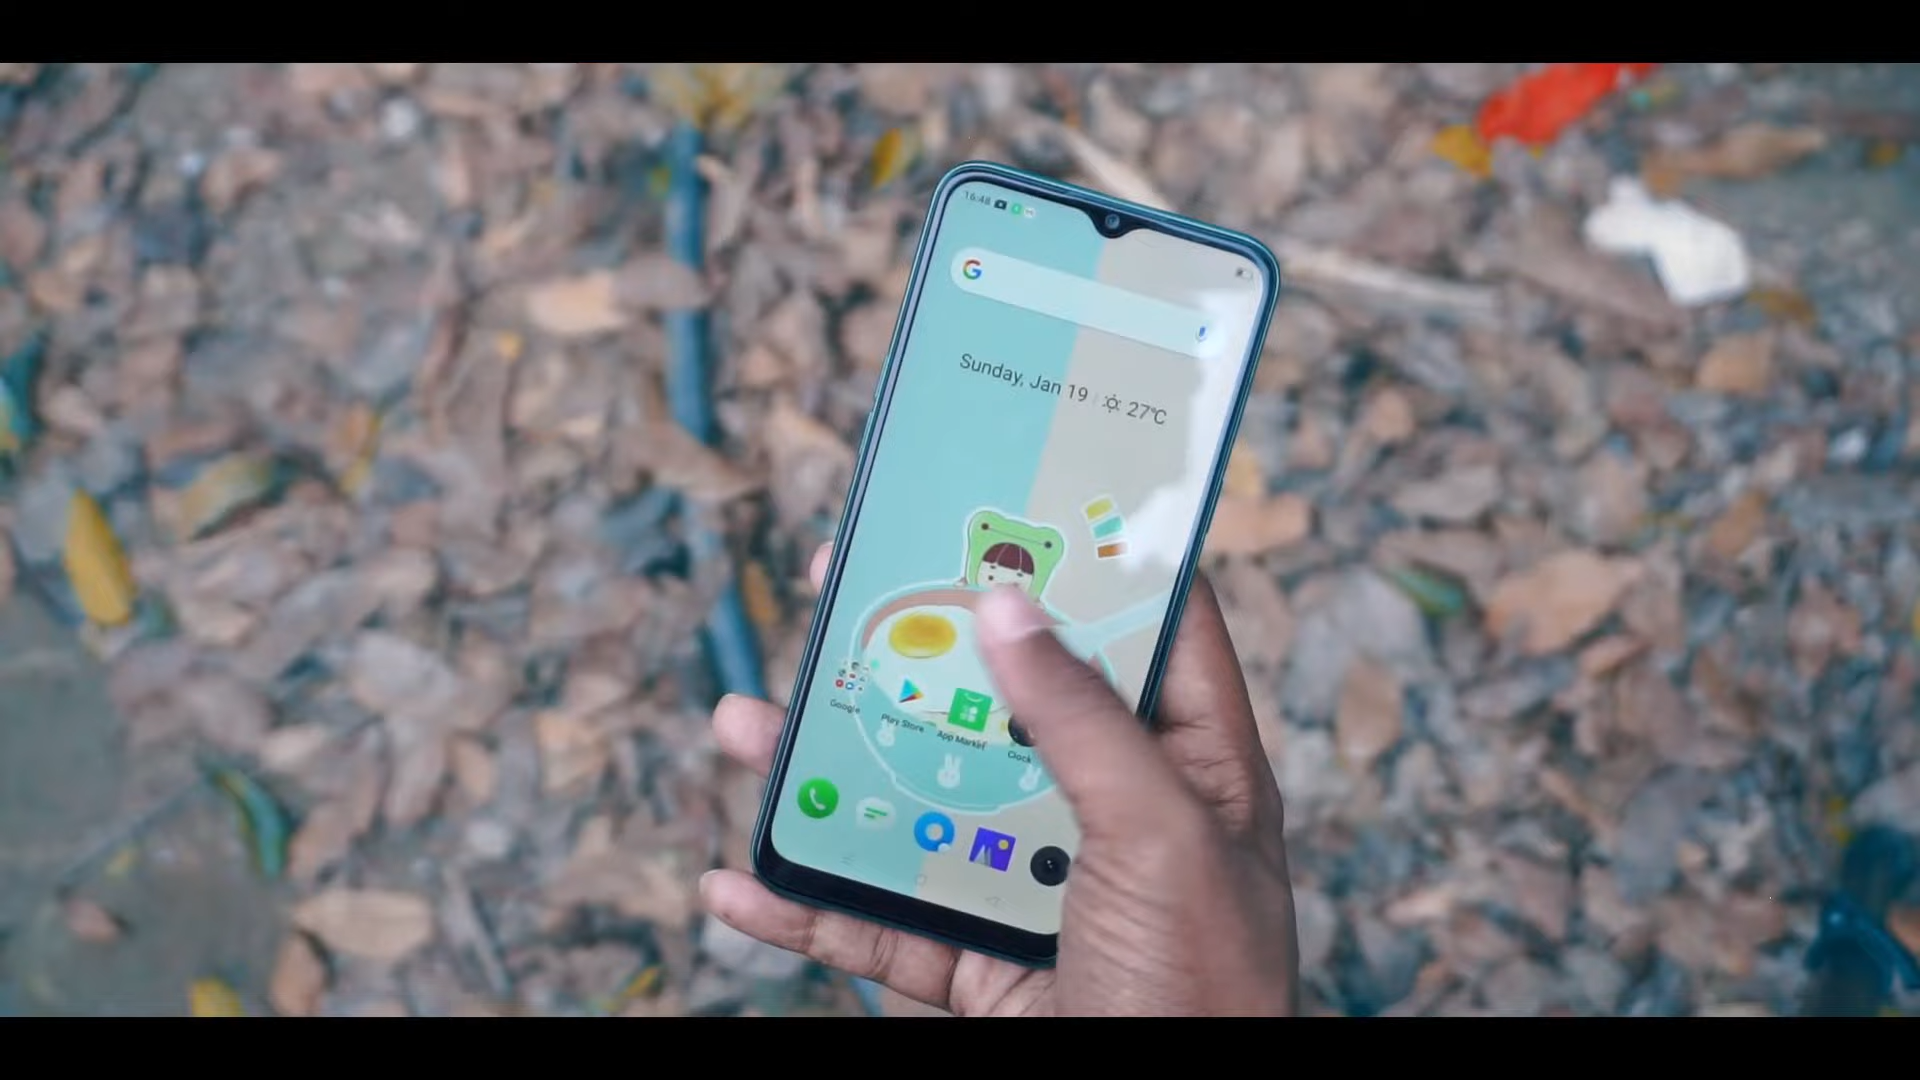 16:48
G
Sunday, Jan 19 | 27°C
Google
Play Store
App Market
Clock